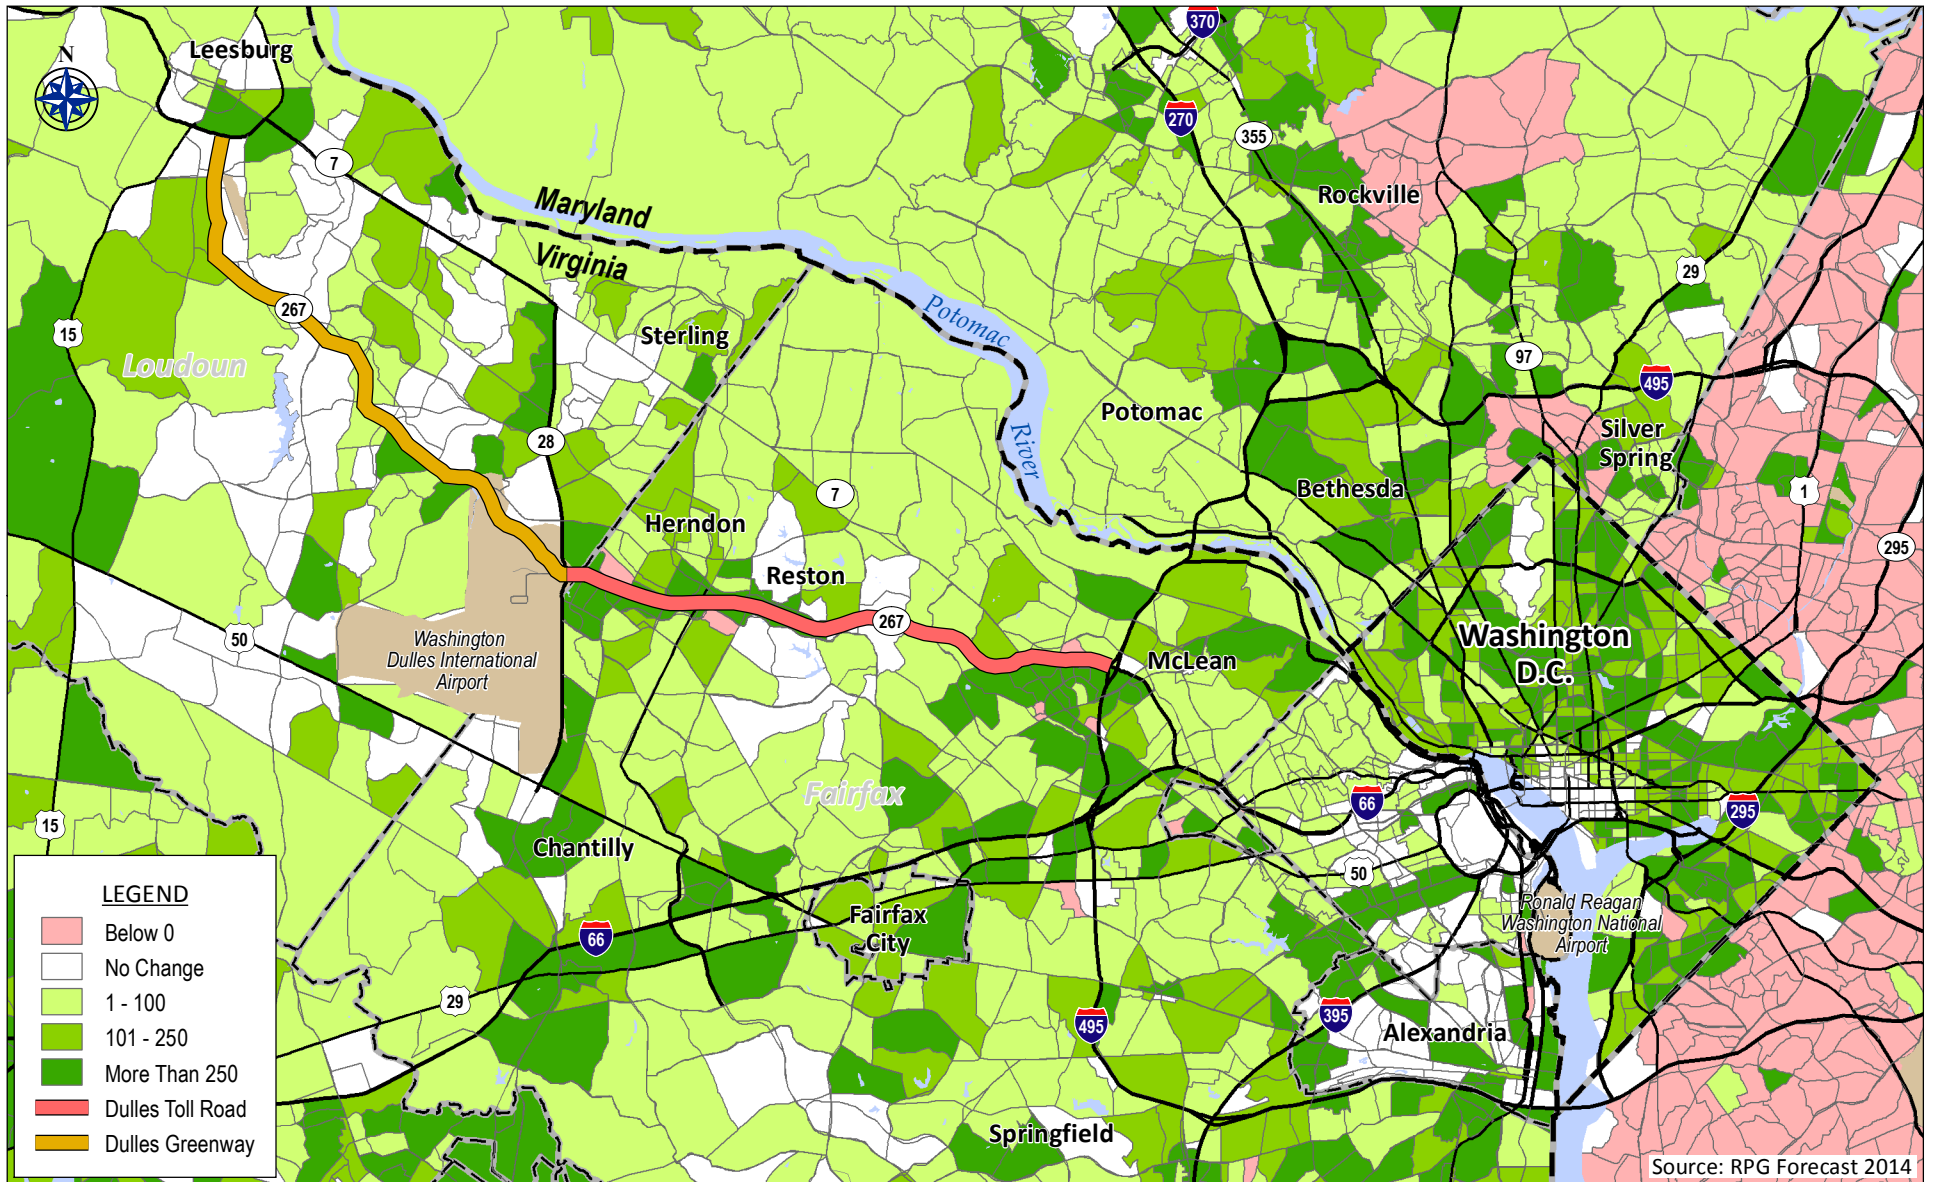 370
Leesburg
N
270
355
7
Rockville
Maryland
Virginia
29
Potomac
267
15
Sterling
97
495
Loudoun
Potomac
Silver
Spring
28
River
Bethesda
7
1
Herndon
295
Reston
267
50
Washington
Dulles International
Airport
Washington
D.C.
McLean
Fairfax
66
295
15
Chantilly
50
LEGEND
Below 0
No Change
1 - 100
101 - 250
More Than 250
Dulles Toll Road
Dulles Greenway
Fairfax
City
Ronald Reagan
Washington National
Airport
66
29
495
395
Alexandria
Springfield
Source: RPG Forecast 2014